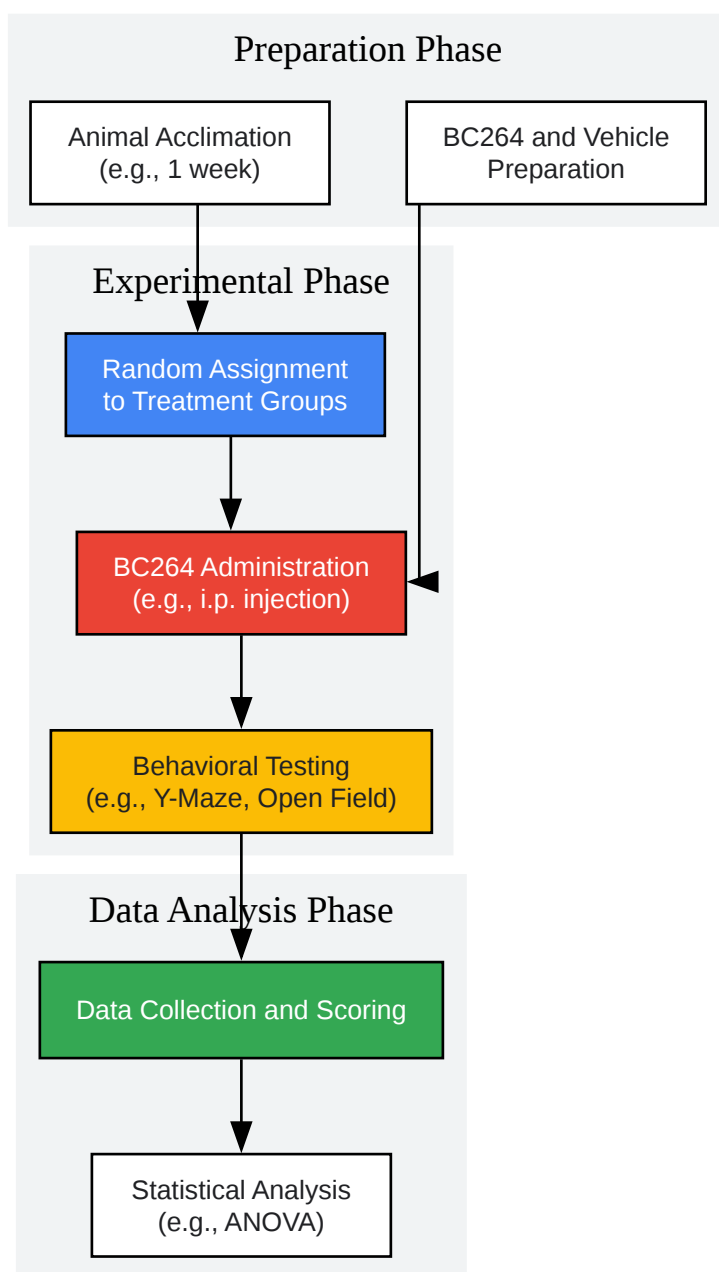 Preparation Phase
Animal Acclimation
(e.g., 1 week)
BC264 and Vehicle
Preparation
Experimental Phase
Random Assignment
to Treatment Groups
BC264 Administration
(e.g., i.p. injection)
Behavioral Testing
(e.g., Y-Maze, Open Field)
Data Analysis Phase
Data Collection and Scoring
Statistical Analysis
(e.g., ANOVA)